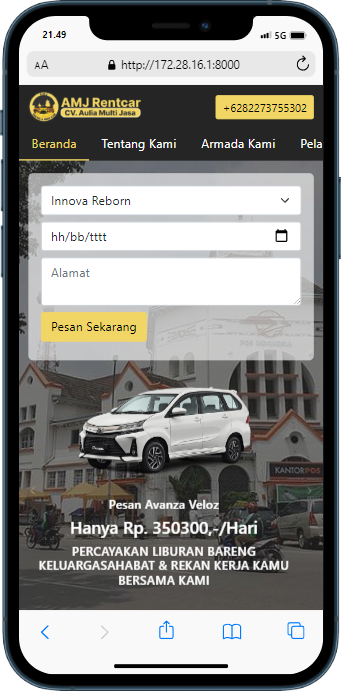 21.49
5G
AA
http://172.28.16.1:8000
AMJ Rentcar
CV. Aulia Multi Jasa
+6282273755302
Beranda
Tentang Kami
Armada Kami
Pela
Innova Reborn
hh/bb/tttt
Alamat
Pesan Sekarang
POS INDONESIA
KANTORPOS
Pesan Avanza Veloz
Hanya Rp. 350300,-/Hari
PERCAYAKAN LIBURAN BARENG
KELUARGASAHABAT & REKAN KERJA KAMU
BERSAMA KAMI